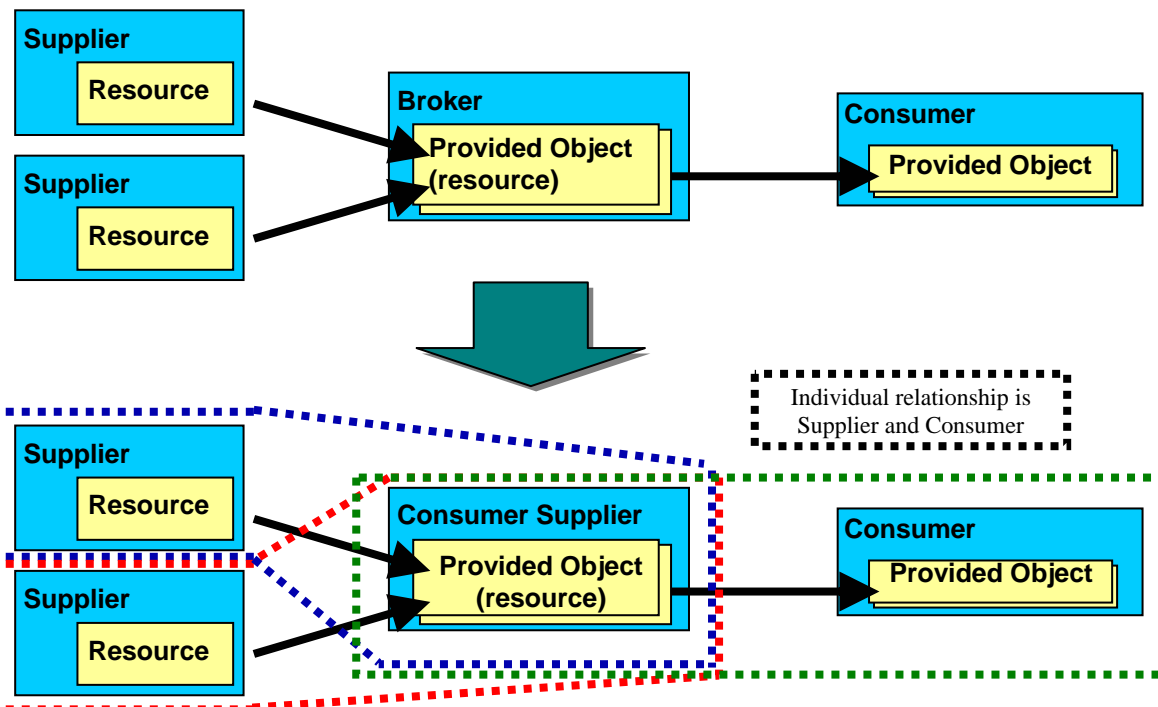 Supplier
Resource
Supplier
Resource
Broker
Provided Object
(resource)
Consumer
Provided Object
Individual relationship is
Supplier and Consumer
Supplier
Resource
Supplier
Resource
Consumer Supplier
Provided Object
(resource)
Consumer
Provided Object